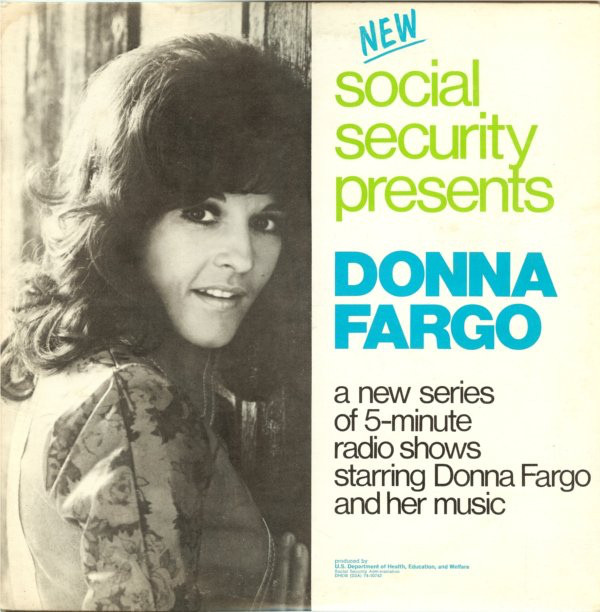 NEW
social
security
presents
DONNA
FARGO
a new series
of 5-minute
radio shows
starring Donna Fargo
and her music
produced by
U.S. Department of Health, Education, and Welfare
Social Security Administration